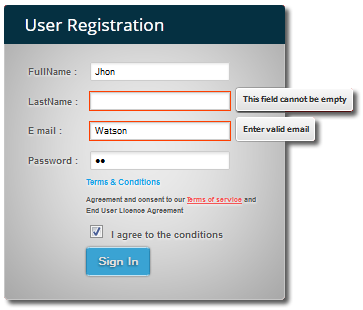 User Registration
FullName : Jhon
LastName : This field cannot be empty
E mail : Watson Enter valid email
Password : ●●
Terms & Conditions
Agreement and consent to our Terms of service and
End User Licence Agreement
I agree to the conditions
Sign In